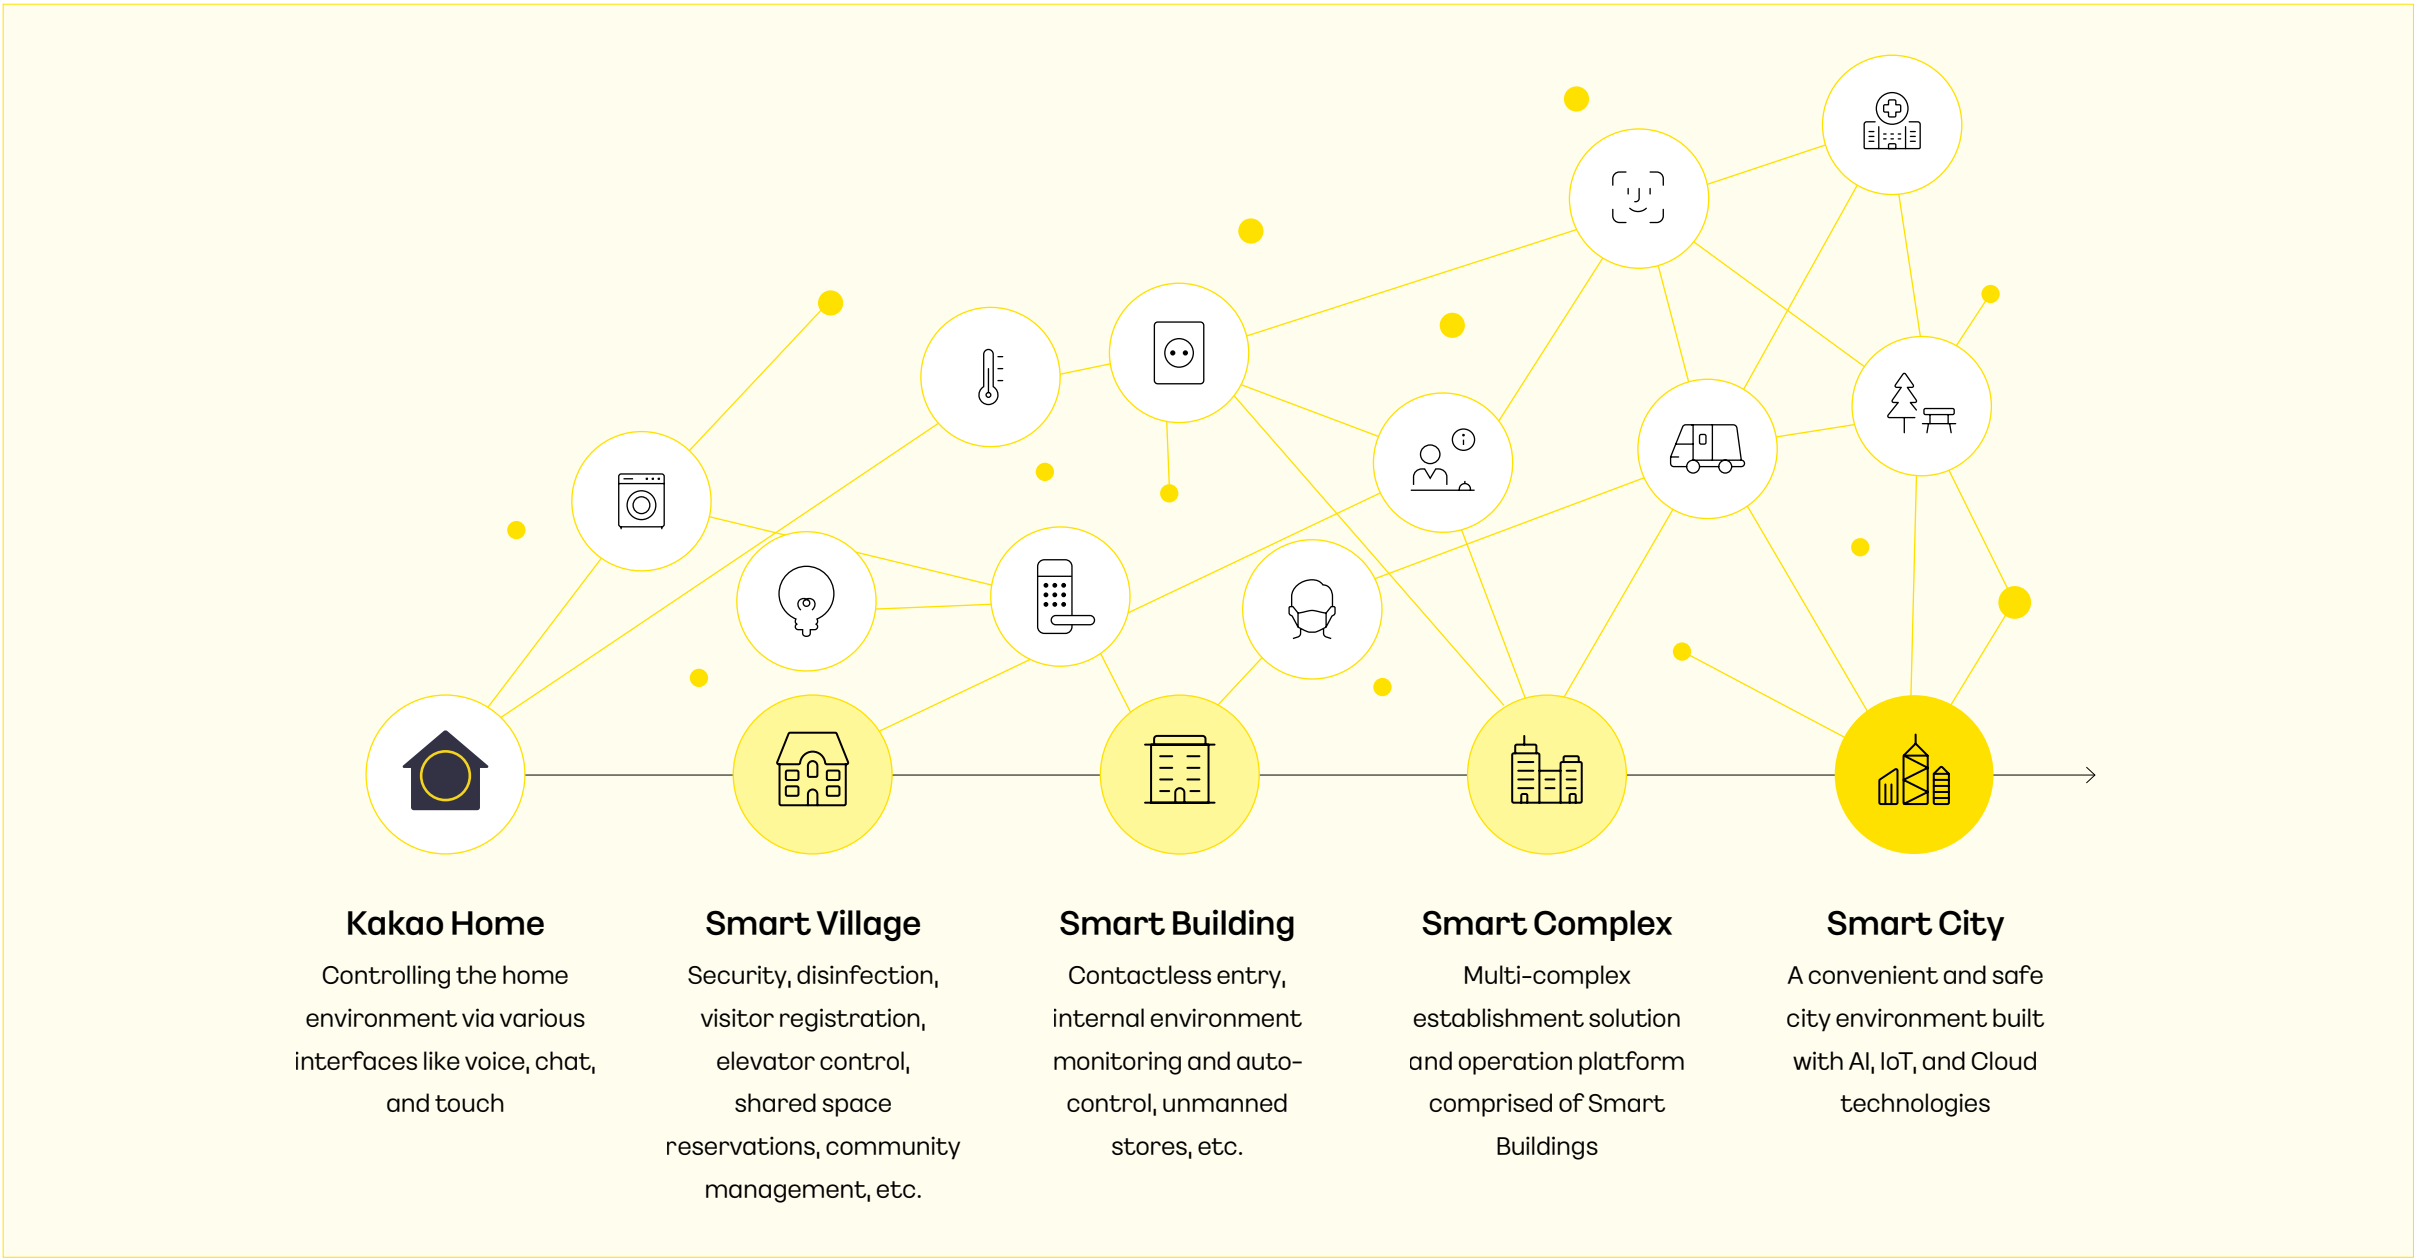 Kakao Home
Controlling the home
environment via various
interfaces like voice, chat,
and touch
Smart Village
Security, disinfection,
visitor registration,
elevator control,
shared space
reservations, community
management, etc.
Smart Building
Contactless entry,
internal environment
monitoring and auto-
control, unmanned
stores, etc.
Smart Complex
Multi-complex
establishment solution
and operation platform
comprised of Smart
Buildings
Smart City
A convenient and safe
city environment built
with AI, IoT, and Cloud
technologies